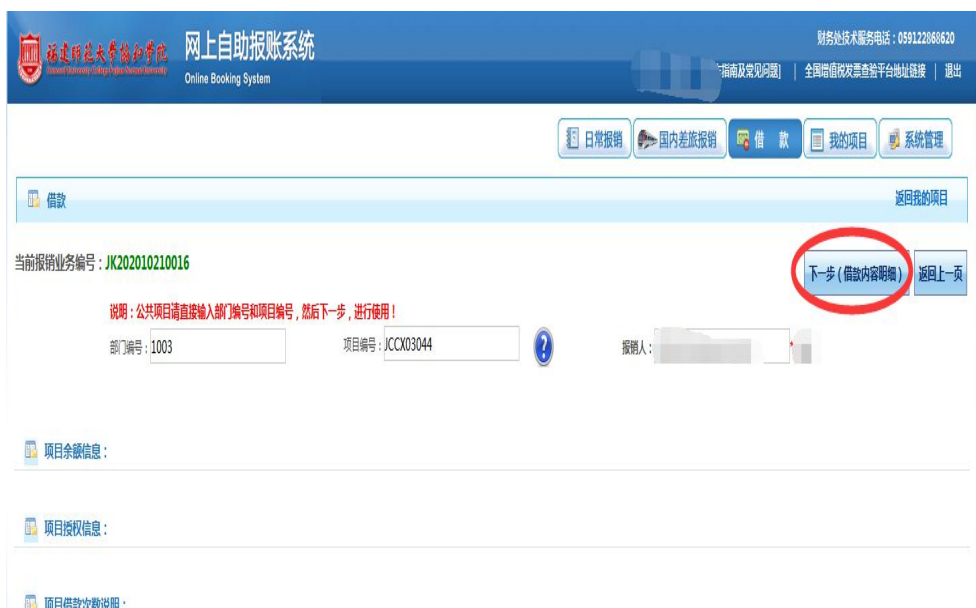 福建师范大学协和学院
网上自助报账系统
Online Booking System
财务处技术服务电话：059122868620
指南及常见问题] | 全国增值税发票查验平台地址链接 | 退出
日常报销 国内差旅报销 借 款 我的项目 系统管理
借款 返回我的项目
当前报销业务编号：JK202010210016
下一步（借款内容明细） 返回上一页
说明：公共项目请直接输入部门编号和项目编号，然后下一步，进行使用！
部门编号：1003 项目编号：JCCX03044 ? 报销人： *
项目余额信息：
项目授权信息：
项目借款次数说明：